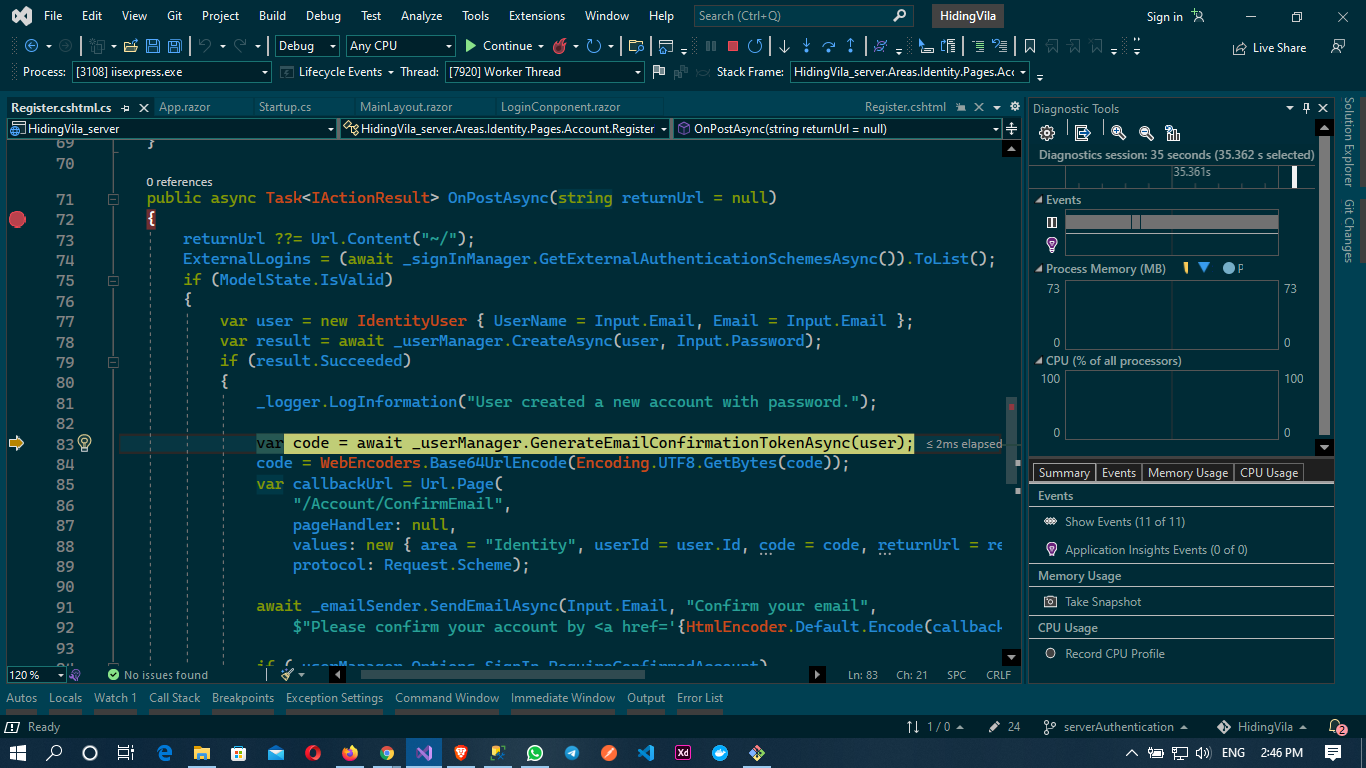 File Edit View Git Project Build Debug Test Analyze Tools Extensions Window Help Search (Ctrl+Q) HidingVila Sign in
Debug Any CPU Continue Live Share
Process: [3108] iisexpress.exe Lifecycle Events Thread: [7920] Worker Thread Stack Frame: HidingVila_server.Areas.Identity.Pages.Acc
Register.cshtml.cs App.razor Startup.cs MainLayout.razor LoginConponent.razor Register.cshtml
HidingVila_server HidingVila_server.Areas.Identity.Pages.Account.Register OnPostAsync(string returnUrl = null)
69 }
70
0 references
71 public async Task<IActionResult> OnPostAsync(string returnUrl = null)
72 {
73 returnUrl ??= Url.Content("~/");
74 ExternalLogins = (await _signInManager.GetExternalAuthenticationSchemesAsync()).ToList();
75 if (ModelState.IsValid)
76 {
77 var user = new IdentityUser { UserName = Input.Email, Email = Input.Email };
78 var result = await _userManager.CreateAsync(user, Input.Password);
79 if (result.Succeeded)
80 {
81 _logger.LogInformation("User created a new account with password.");
82
83 var code = await _userManager.GenerateEmailConfirmationTokenAsync(user); ≤ 2ms elapsed
84 code = WebEncoders.Base64UrlEncode(Encoding.UTF8.GetBytes(code));
85 var callbackUrl = Url.Page(
86 "/Account/ConfirmEmail",
87 pageHandler: null,
88 values: new { area = "Identity", userId = user.Id, code = code, returnUrl = re
89 protocol: Request.Scheme);
90
91 await _emailSender.SendEmailAsync(Input.Email, "Confirm your email",
92 $"Please confirm your account by <a href='{HtmlEncoder.Default.Encode(callback
93
if (_userManager.Options.SignIn.RequireConfirmedAccount)
120 % No issues found Ln: 83 Ch: 21 SPC CRLF
Diagnostic Tools
Diagnostics session: 35 seconds (35.362 s selected)
35.361s
Events
Process Memory (MB) P
73 73
0 0
CPU (% of all processors)
100 100
0 0
Summary Events Memory Usage CPU Usage
Events
Show Events (11 of 11)
Application Insights Events (0 of 0)
Memory Usage
Take Snapshot
CPU Usage
Record CPU Profile
Solution Explorer
Git Changes
Autos Locals Watch 1 Call Stack Breakpoints Exception Settings Command Window Immediate Window Output Error List
Ready 1 / 0 24 serverAuthentication HidingVila 2
Xd ENG 2:46 PM